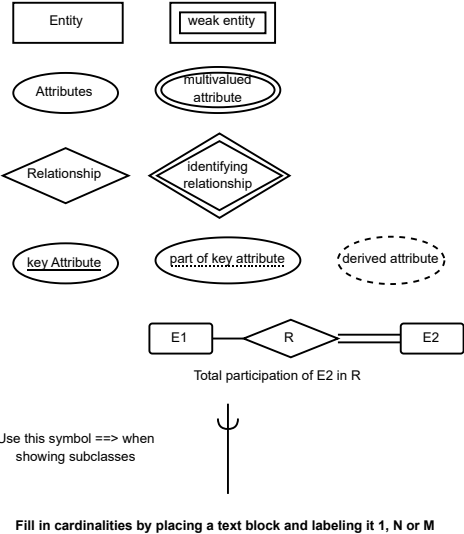 Entity
weak entity
Attributes
multivalued
attribute
Relationship
identifying
relationship
key Attribute
part of key attribute
derived attribute
E1
R
E2
Total participation of E2 in R
Use this symbol ==> when
showing subclasses
Fill in cardinalities by placing a text block and labeling it 1, N or M